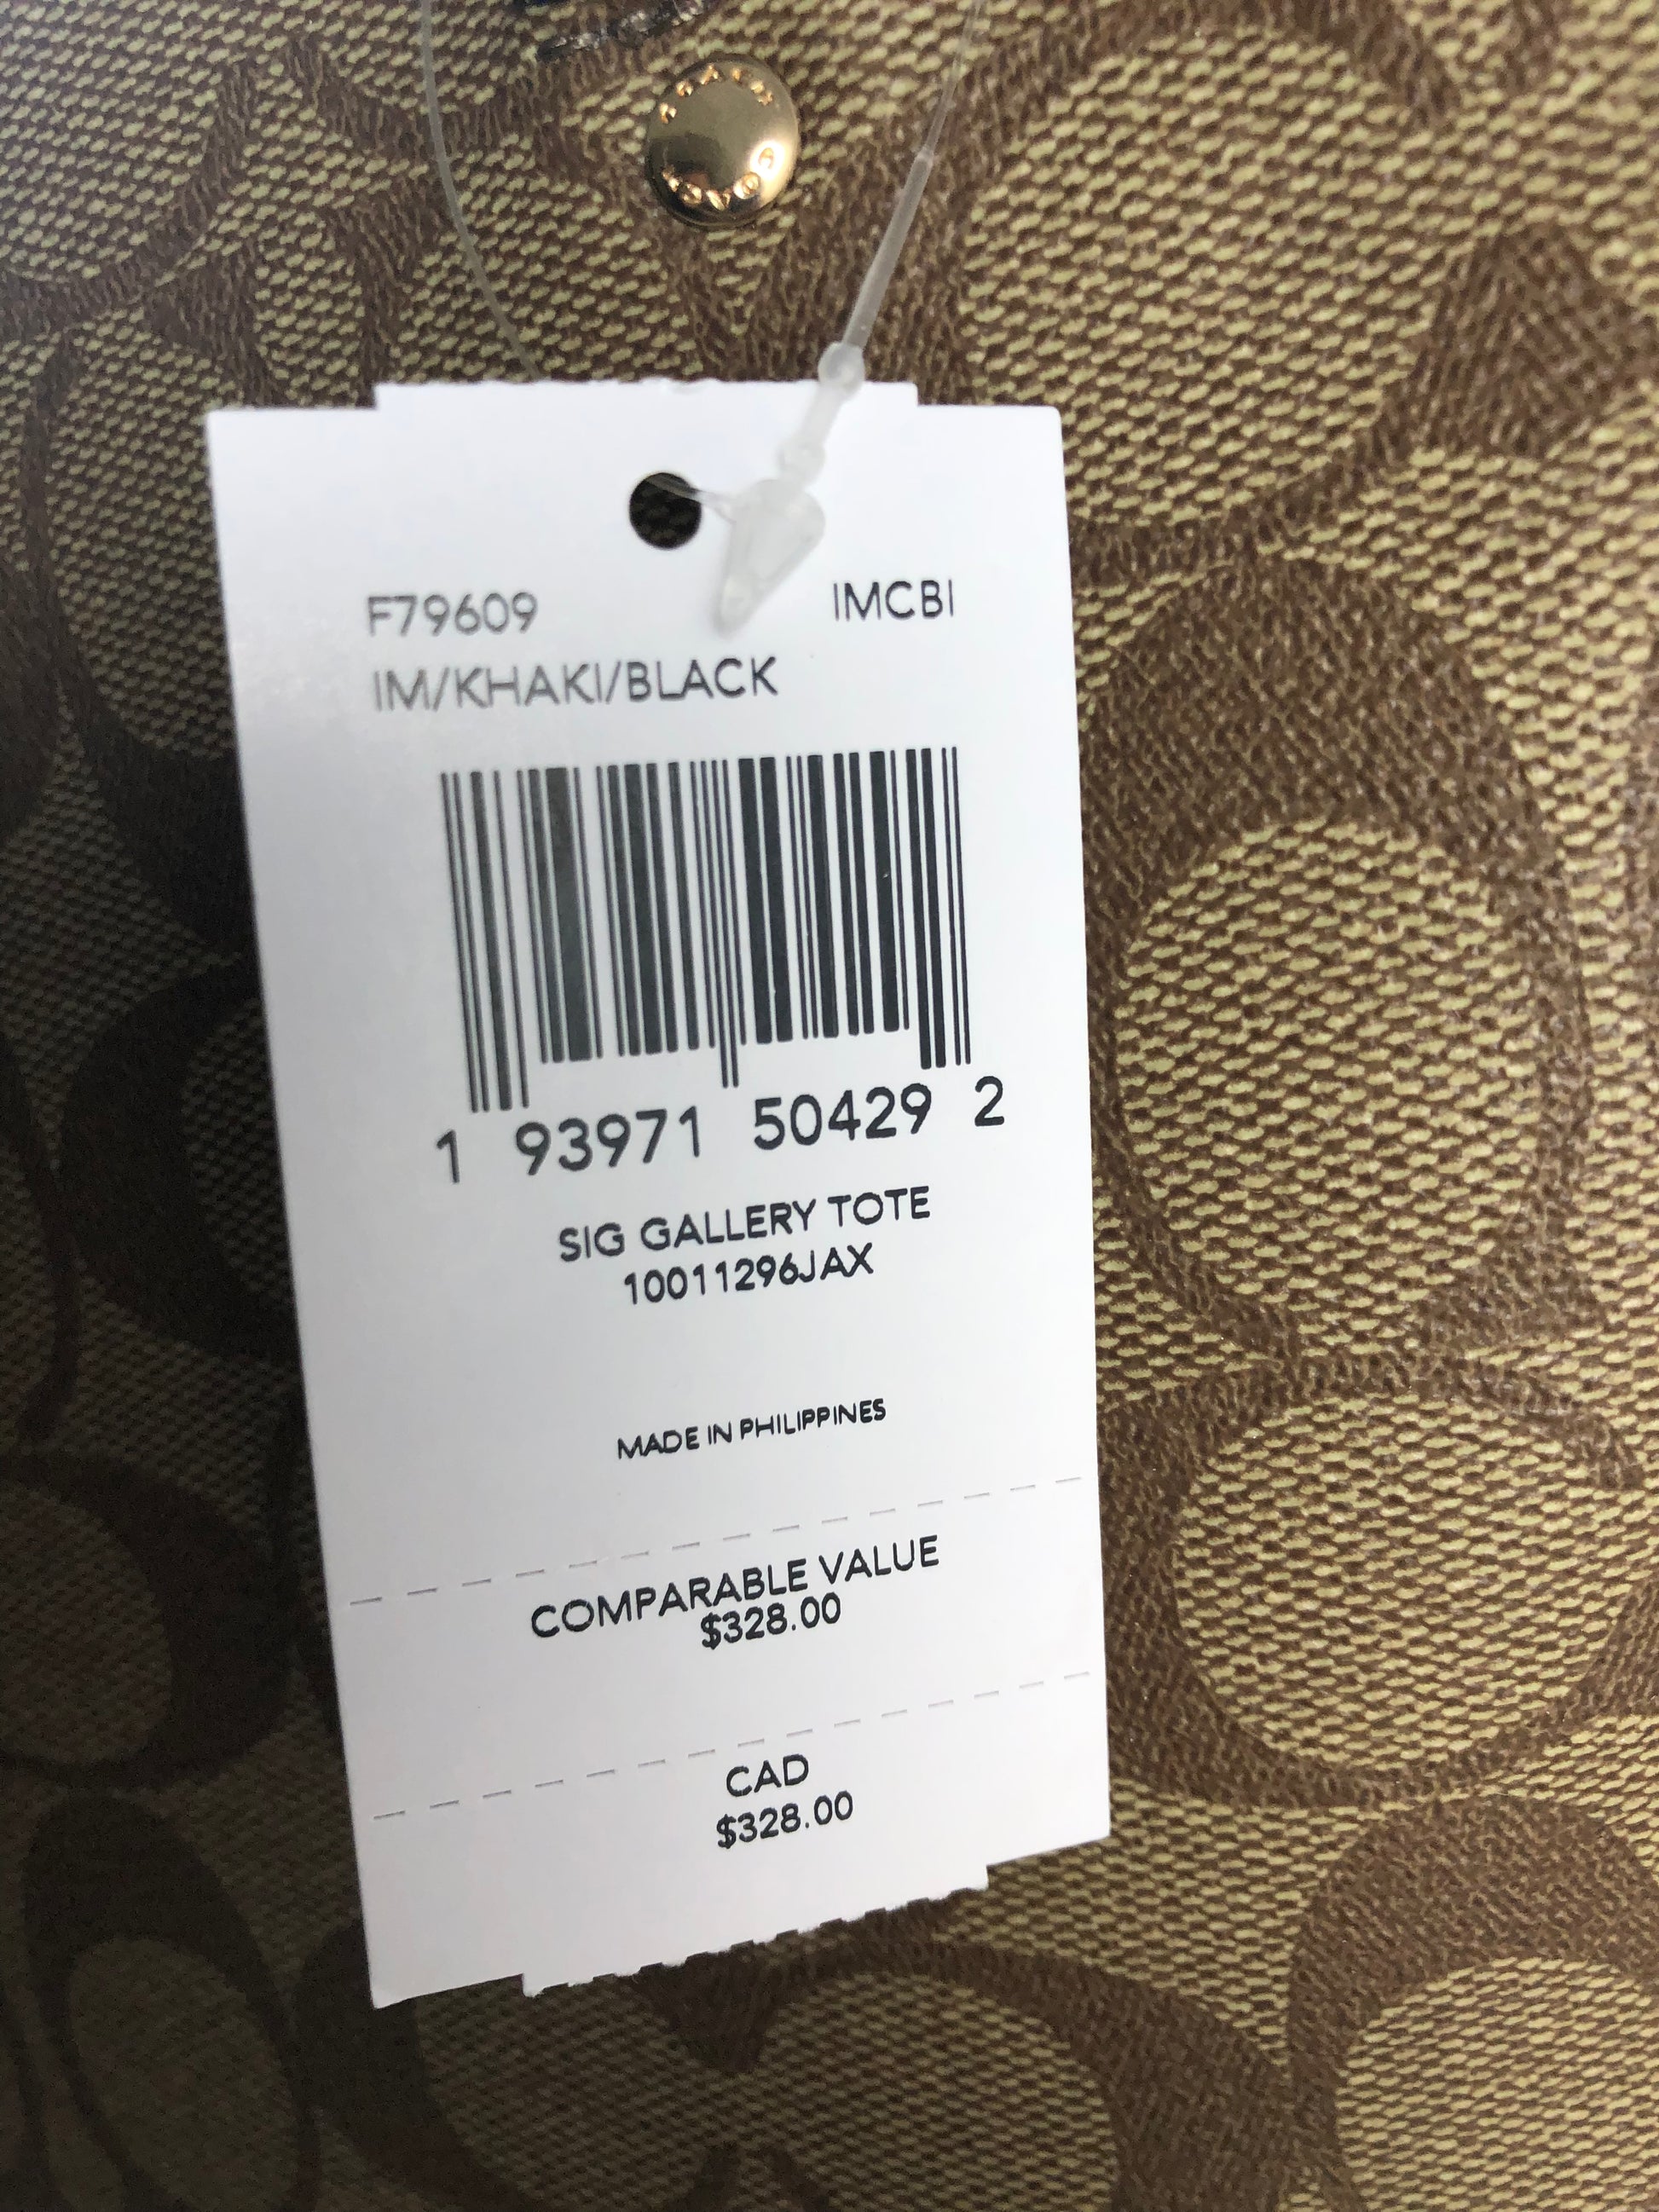 F79609 IMCBI
IM/KHAKI/BLACK
1 93971 50429 2
SIG GALLERY TOTE
10011296JAX
MADE IN PHILIPPINES
COMPARABLE VALUE
$328.00
CAD
$328.00